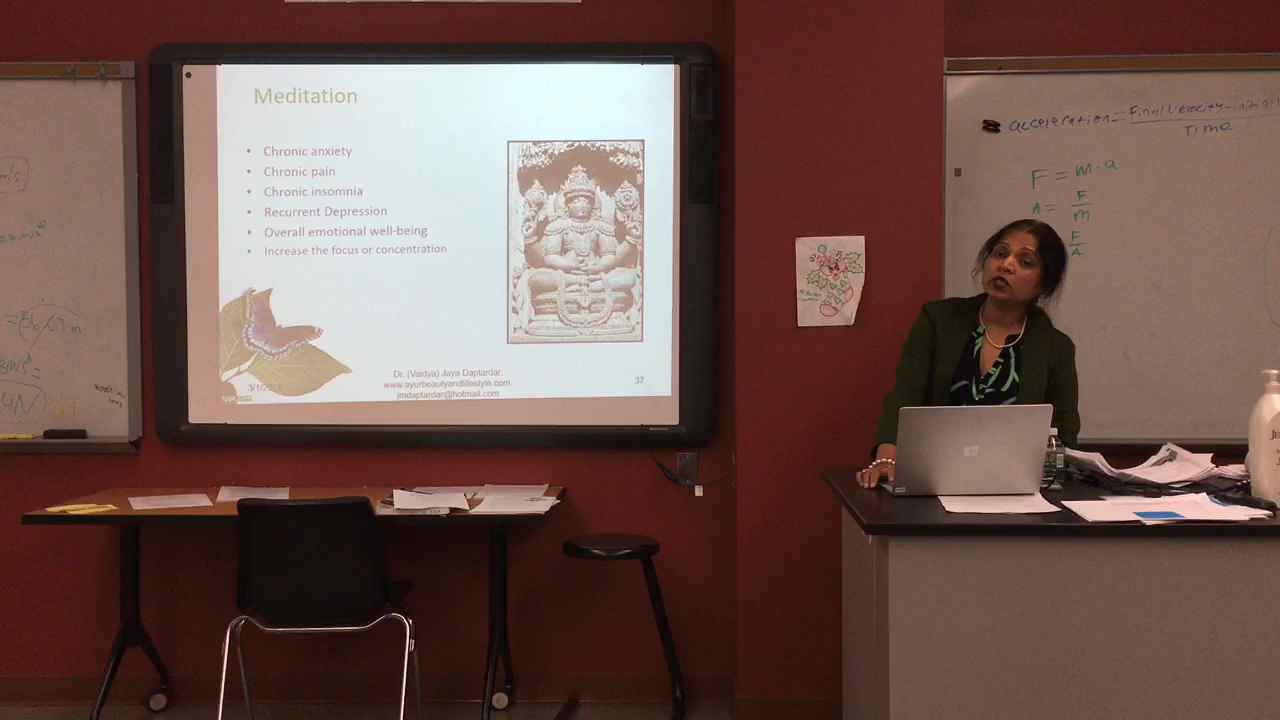 Meditation
• Chronic anxiety
• Chronic pain
• Chronic insomnia
• Recurrent Depression
• Overall emotional well-being
• Increase the focus or concentration
Dr. (Vaidya) Jaya Daptardar.
www.ayurbeautyandlifestyle.com.
jmdaptardar@hotmail.com
37
acceleration = Final Velocity - initial
Time
F = m·a
A = F/m
F/A